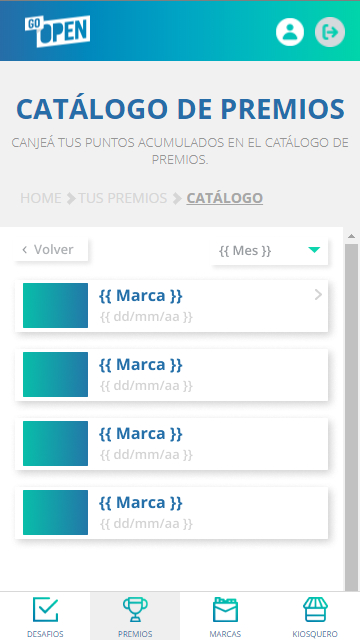 GO
OPEN
CATÁLOGO DE PREMIOS
CANJEÁ TUS PUNTOS ACUMULADOS EN EL CATÁLOGO DE
PREMIOS.
HOME TUS PREMIOS CATÁLOGO
Volver {{ Mes }}
{{ Marca }}
{{ dd/mm/aa }}
{{ Marca }}
{{ dd/mm/aa }}
{{ Marca }}
{{ dd/mm/aa }}
{{ Marca }}
{{ dd/mm/aa }}
DESAFIOS PREMIOS MARCAS KIOSQUERO